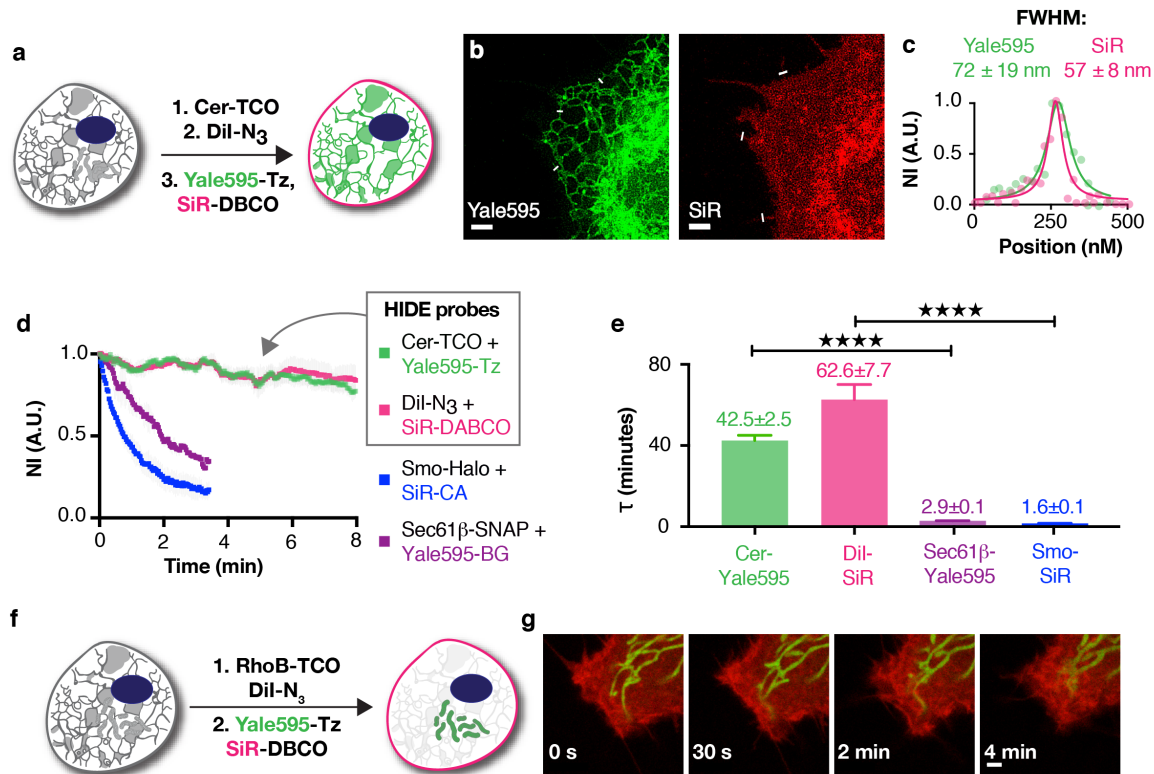 a
1. Cer-TCO
2. DiI-N3
3. Yale595-Tz,
SiR-DBCO
b
Yale595
SiR
c
FWHM:
Yale595 SiR
72 ± 19 nm 57 ± 8 nm
NI (A.U.)
1.0
0.5
0.0
0 250 500
Position (nM)
d
NI (A.U.)
1.0
0.5
0.0
0 2 4 6 8
Time (min)
HIDE probes
Cer-TCO +
Yale595-Tz
DiI-N3 +
SiR-DABCO
Smo-Halo +
SiR-CA
Sec61β-SNAP +
Yale595-BG
e
★★★★
★★★★
τ (minutes)
80
40
0
42.5±2.5
62.6±7.7
2.9±0.1
1.6±0.1
Cer- DiI- Sec61β- Smo-
Yale595 SiR Yale595 SiR
f
1. RhoB-TCO
DiI-N3
2. Yale595-Tz
SiR-DBCO
g
0 s
30 s
2 min
4 min